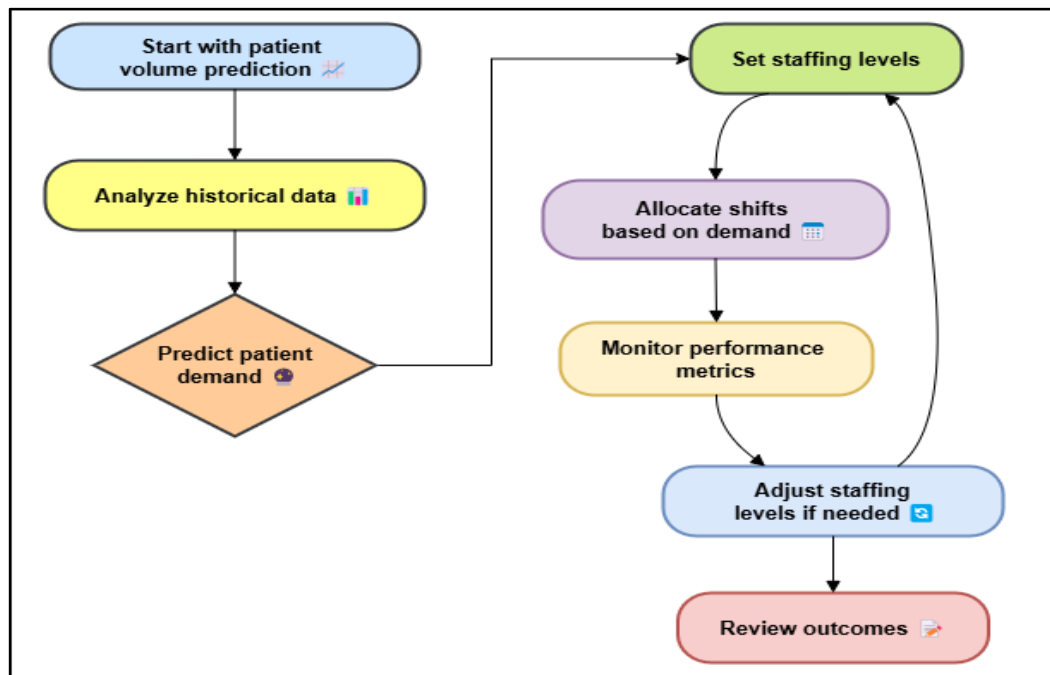 Start with patient
volume prediction 📈
Analyze historical data 📊
Predict patient
demand 🔮
Set staffing levels
Allocate shifts
based on demand 📅
Monitor performance
metrics
Adjust staffing
levels if needed 🔄
Review outcomes 📝